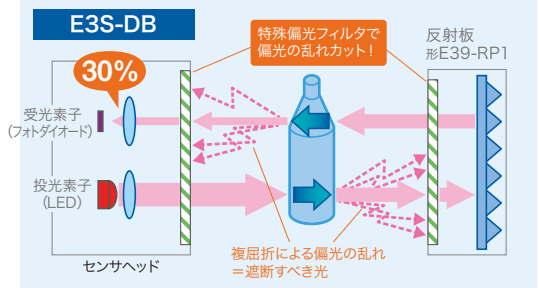 E3S-DB
特殊偏光フィルタで
偏光の乱れカット！
反射板
形E39-RP1
30%
受光素子
(フォトダイオード)
投光素子
(LED)
複屈折による偏光の乱れ
＝遮断すべき光
センサヘッド